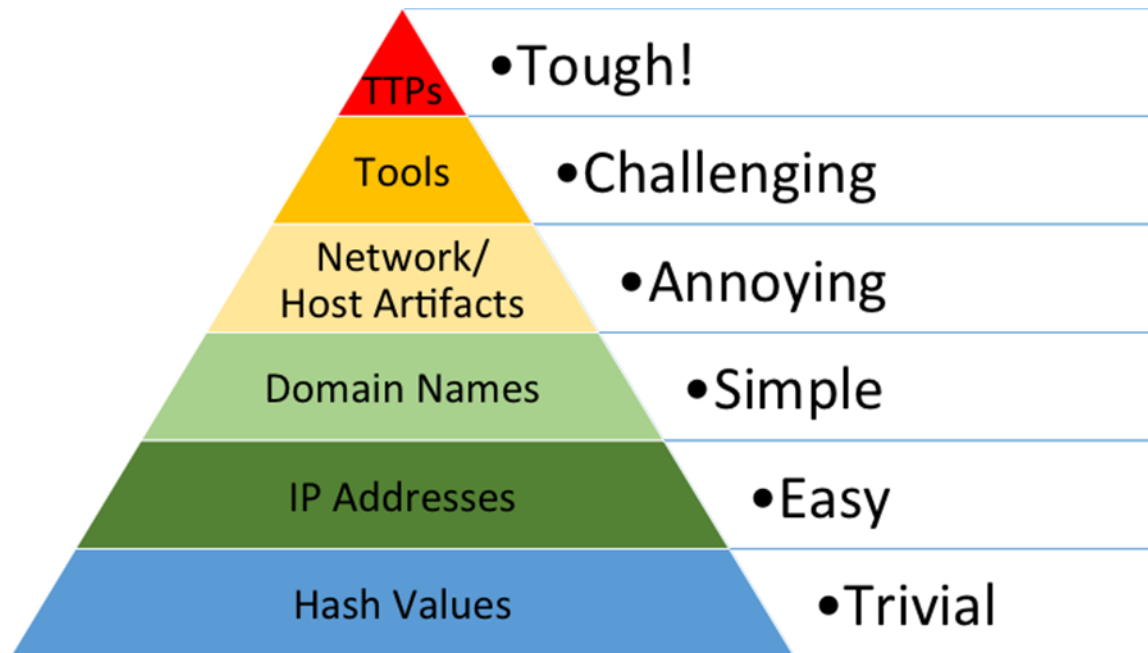 TTPs
•Tough!
Tools
•Challenging
Network/
Host Artifacts
•Annoying
Domain Names
•Simple
IP Addresses
•Easy
Hash Values
•Trivial